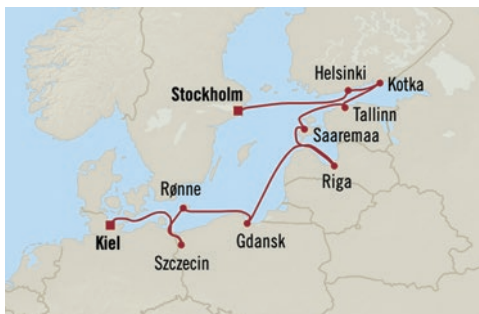 Helsinki
Kotka
Stockholm
Tallinn
Saaremaa
Riga
Rønne
Kiel
Gdansk
Szczecin